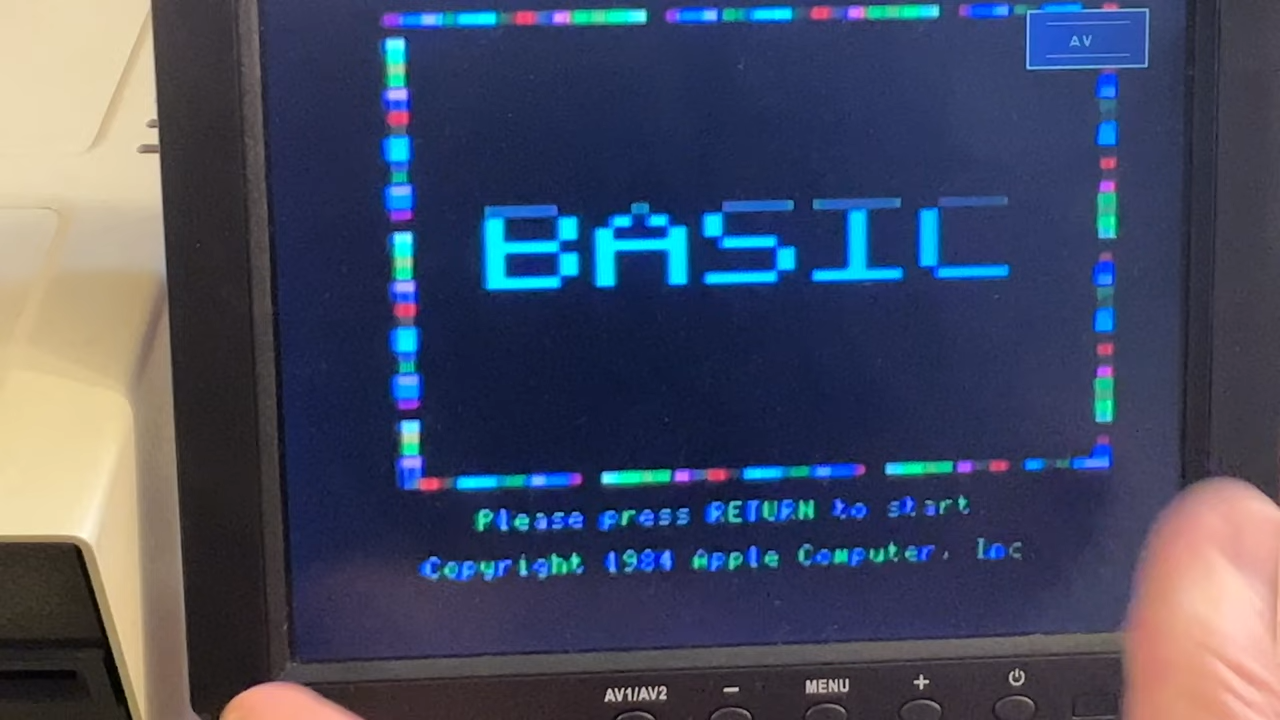 AV
BASIC
Please press RETURN to start
Copyright 1984 Apple Computer, Inc
AV1/AV2 − MENU +